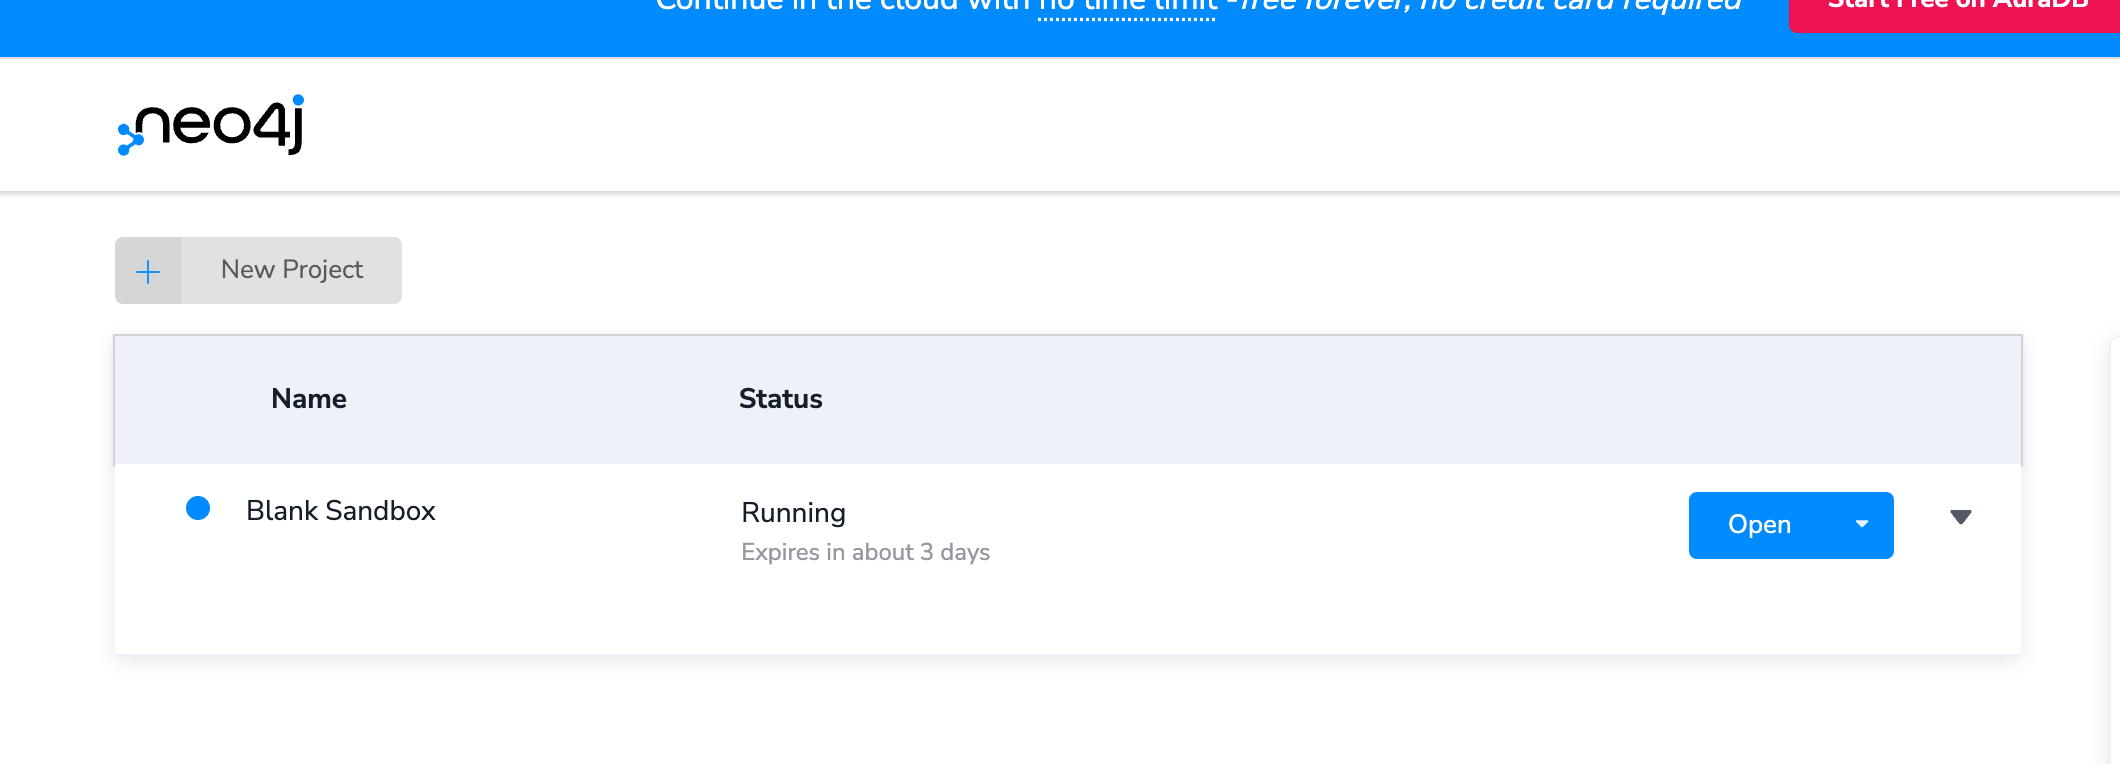 Continue in the cloud with no time limit - free forever, no credit card required
Start Free on AuraDB
neo4j
New Project
Name Status
Blank Sandbox Running Open
Expires in about 3 days